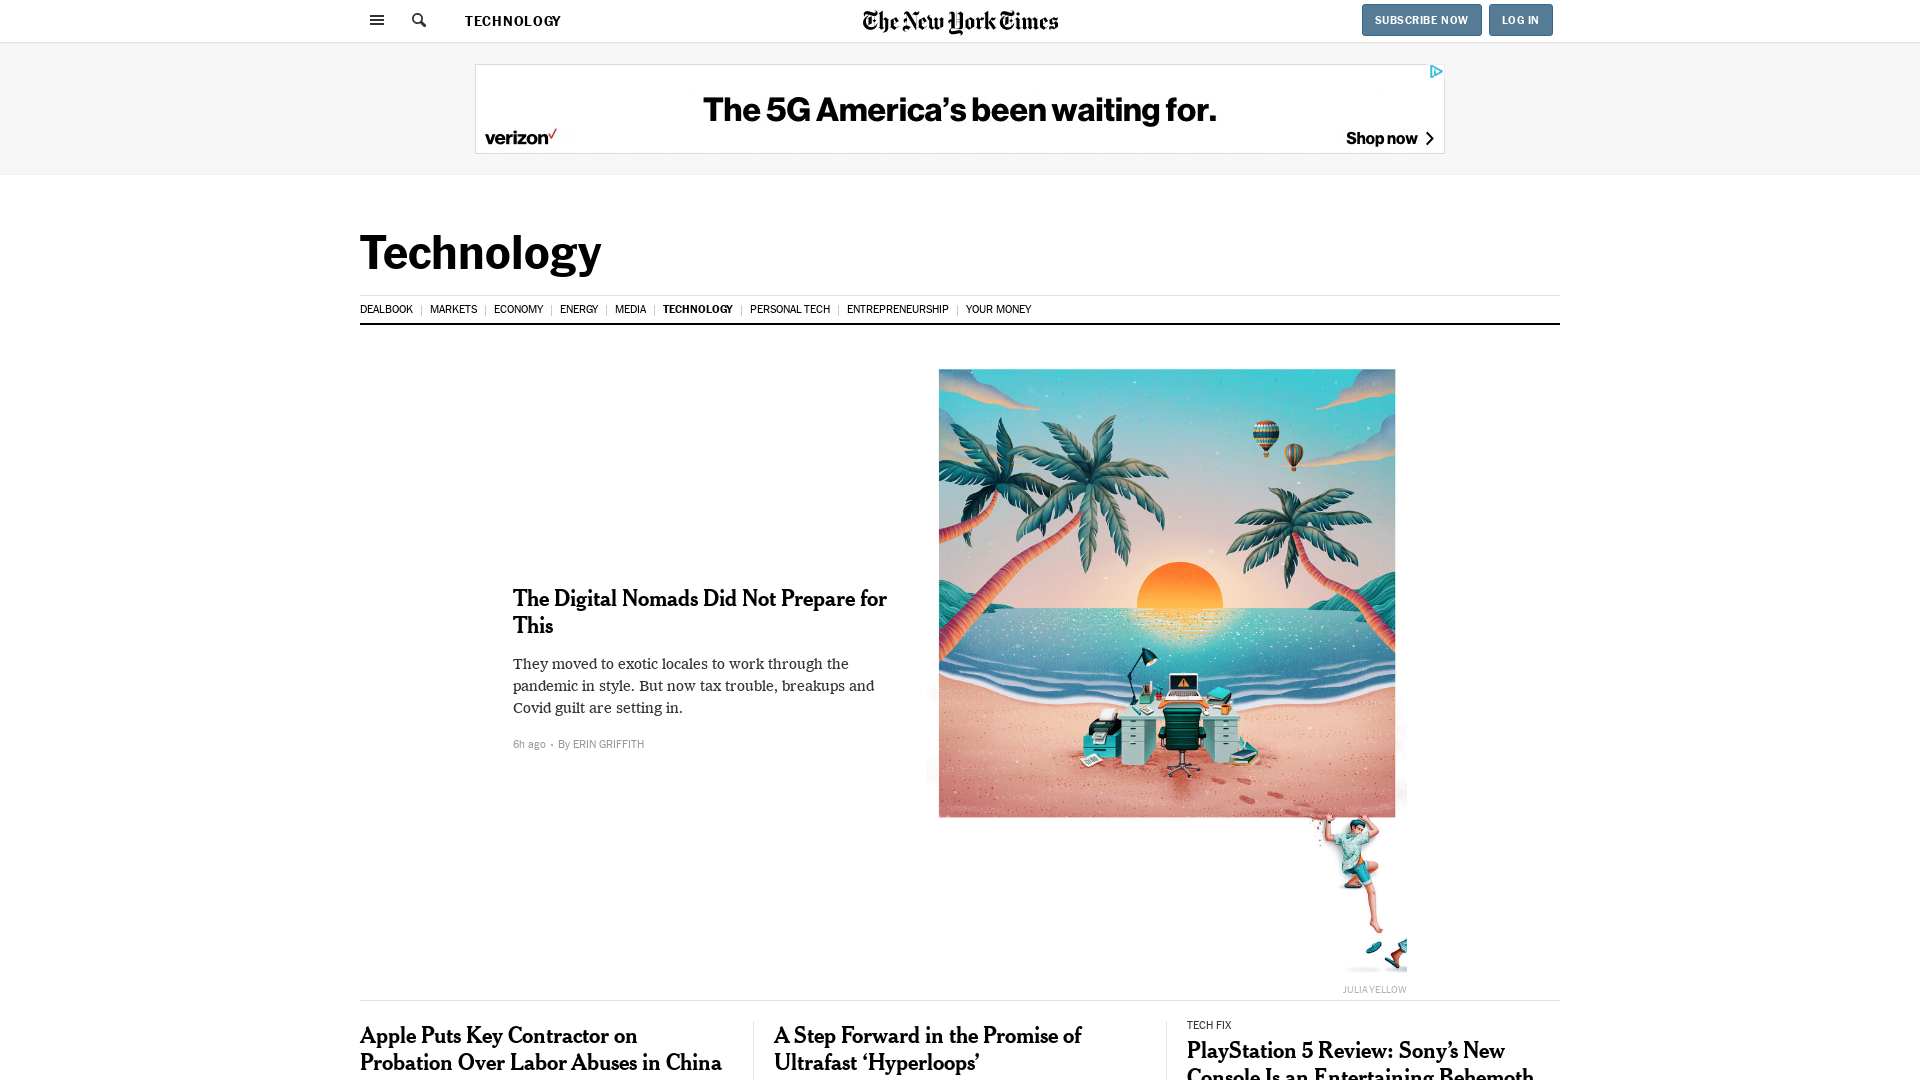 TECHNOLOGY
The New York Times
SUBSCRIBE NOW
LOG IN
The 5G America’s been waiting for.
verizon
Shop now
Technology
DEALBOOK
MARKETS
ECONOMY
ENERGY
MEDIA
TECHNOLOGY
PERSONAL TECH
ENTREPRENEURSHIP
YOUR MONEY
The Digital Nomads Did Not Prepare for
This
They moved to exotic locales to work through the
pandemic in style. But now tax trouble, breakups and
Covid guilt are setting in.
6h ago • By ERIN GRIFFITH
JULIA YELLOW
Apple Puts Key Contractor on
Probation Over Labor Abuses in China
A Step Forward in the Promise of
Ultrafast ‘Hyperloops’
TECH FIX
PlayStation 5 Review: Sony’s New
Console Is an Entertaining Behemoth